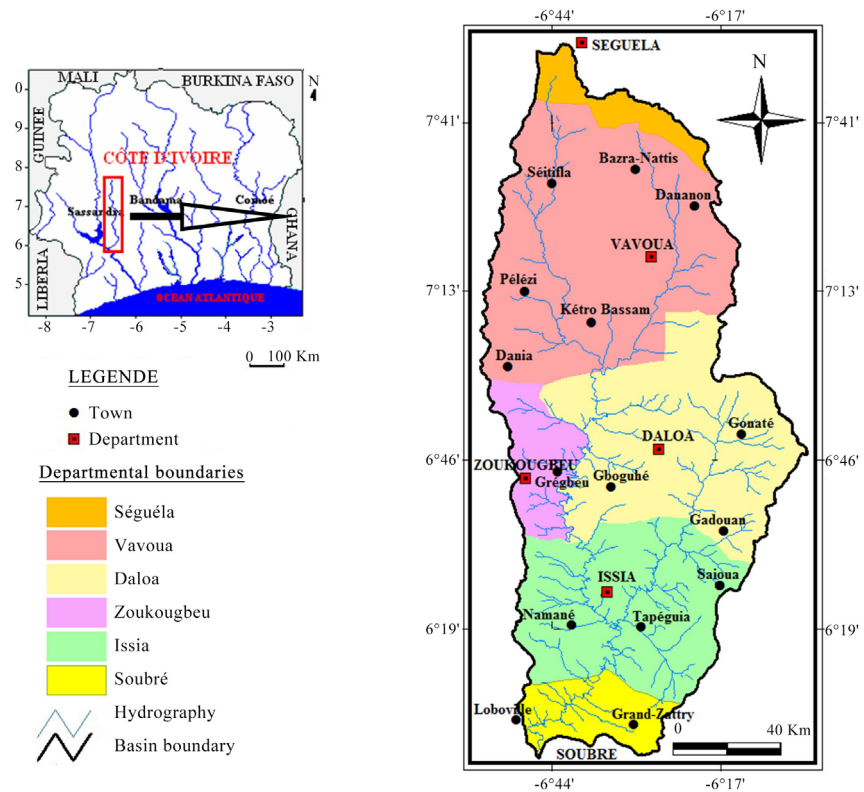 MALI
BURKINA FASO
N
GUINEE
CÔTE D'IVOIRE
Sassandra
Bandama
Comoé
GHANA
LIBERIA
OCEAN ATLANTIQUE
0
9
8
7
6
5
-8
-7
-6
-5
-4
-3
0 100 Km
LEGENDE
Town
Department
Departmental boundaries
Séguéla
Vavoua
Daloa
Zoukougbeu
Issia
Soubré
Hydrography
Basin boundary
-6°44' -6°17'
SEGUELA
N
7°41' 7°41'
Bazra-Nattis
Séitifla
Dananon
VAVOUA
Pélézi
7°13' 7°13'
Kétro Bassam
Dania
Gonaté
DALOA
6°46' 6°46'
ZOUKOUGBEU
Grégbeu
Gboguhé
Gadouan
ISSIA
Saioua
Namané
Tapéguia
6°19' 6°19'
Loboville
Grand-Zattry
0 40 Km
SOUBRE
-6°44' -6°17'